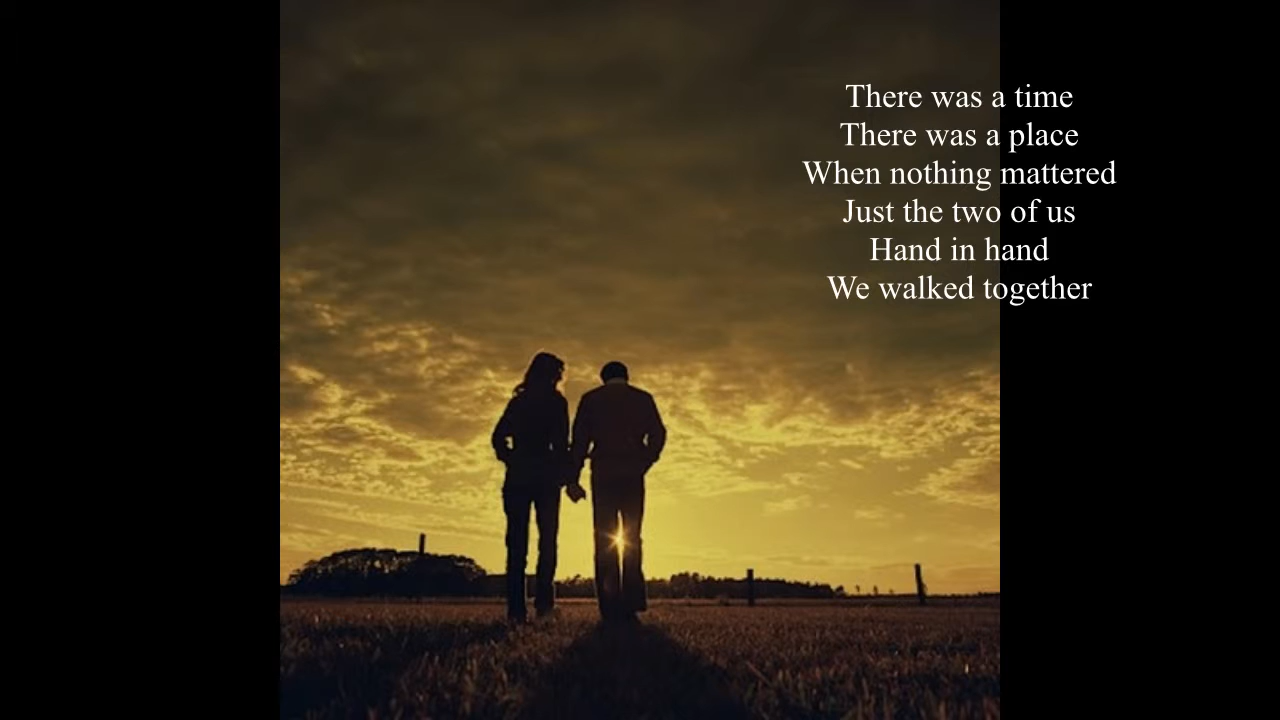 There was a time
There was a place
When nothing mattered
Just the two of us
Hand in hand
We walked together